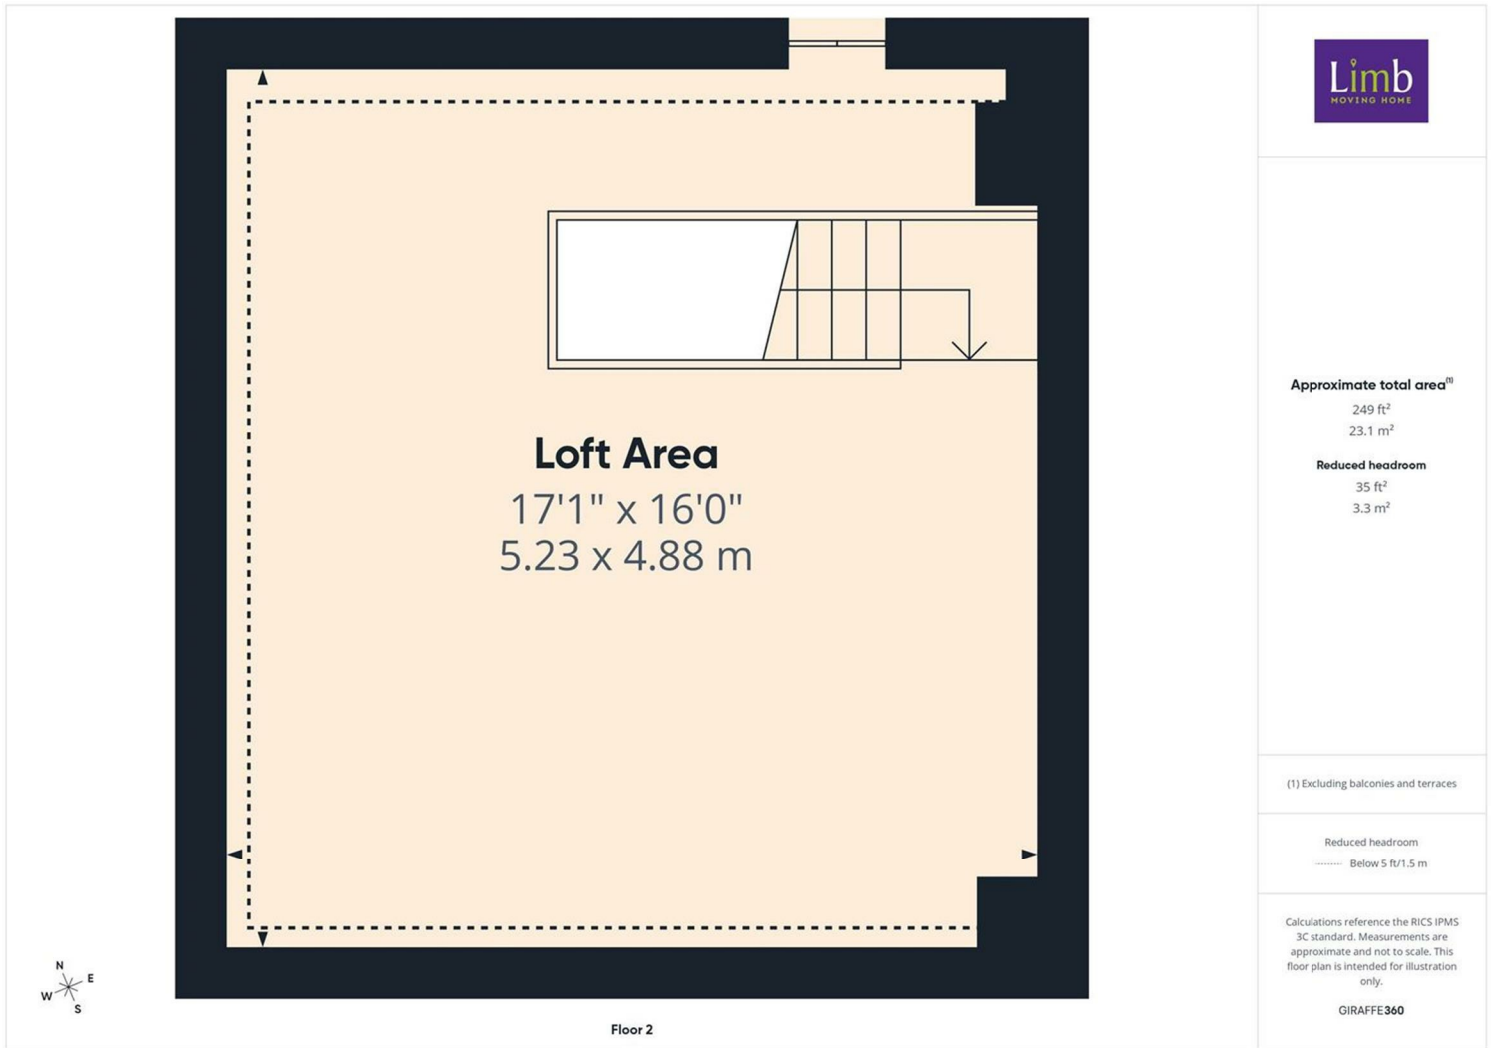 Loft Area
17'1" x 16'0"
5.23 x 4.88 m
N
E
W
S
Floor 2
Limb
MOVING HOME
Approximate total area(1)
249 ft²
23.1 m²
Reduced headroom
35 ft²
3.3 m²
(1) Excluding balconies and terraces
Reduced headroom
Below 5 ft/1.5 m
Calculations reference the RICS IPMS
3C standard. Measurements are
approximate and not to scale. This
floor plan is intended for illustration
only.
GIRAFFE360